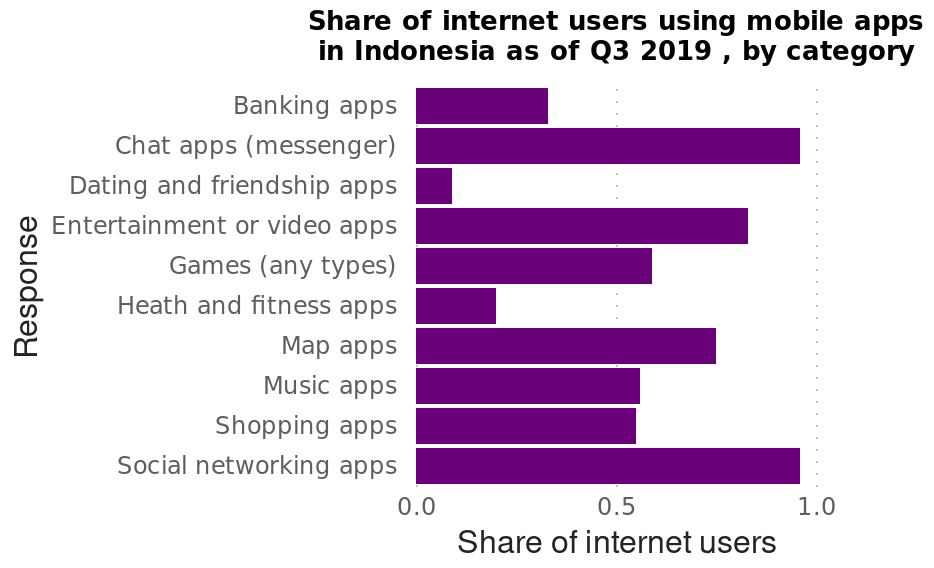 Share of internet users using mobile apps
in Indonesia as of Q3 2019 , by category
Response
Banking apps
Chat apps (messenger)
Dating and friendship apps
Entertainment or video apps
Games (any types)
Heath and fitness apps
Map apps
Music apps
Shopping apps
Social networking apps
0.0 0.5 1.0
Share of internet users